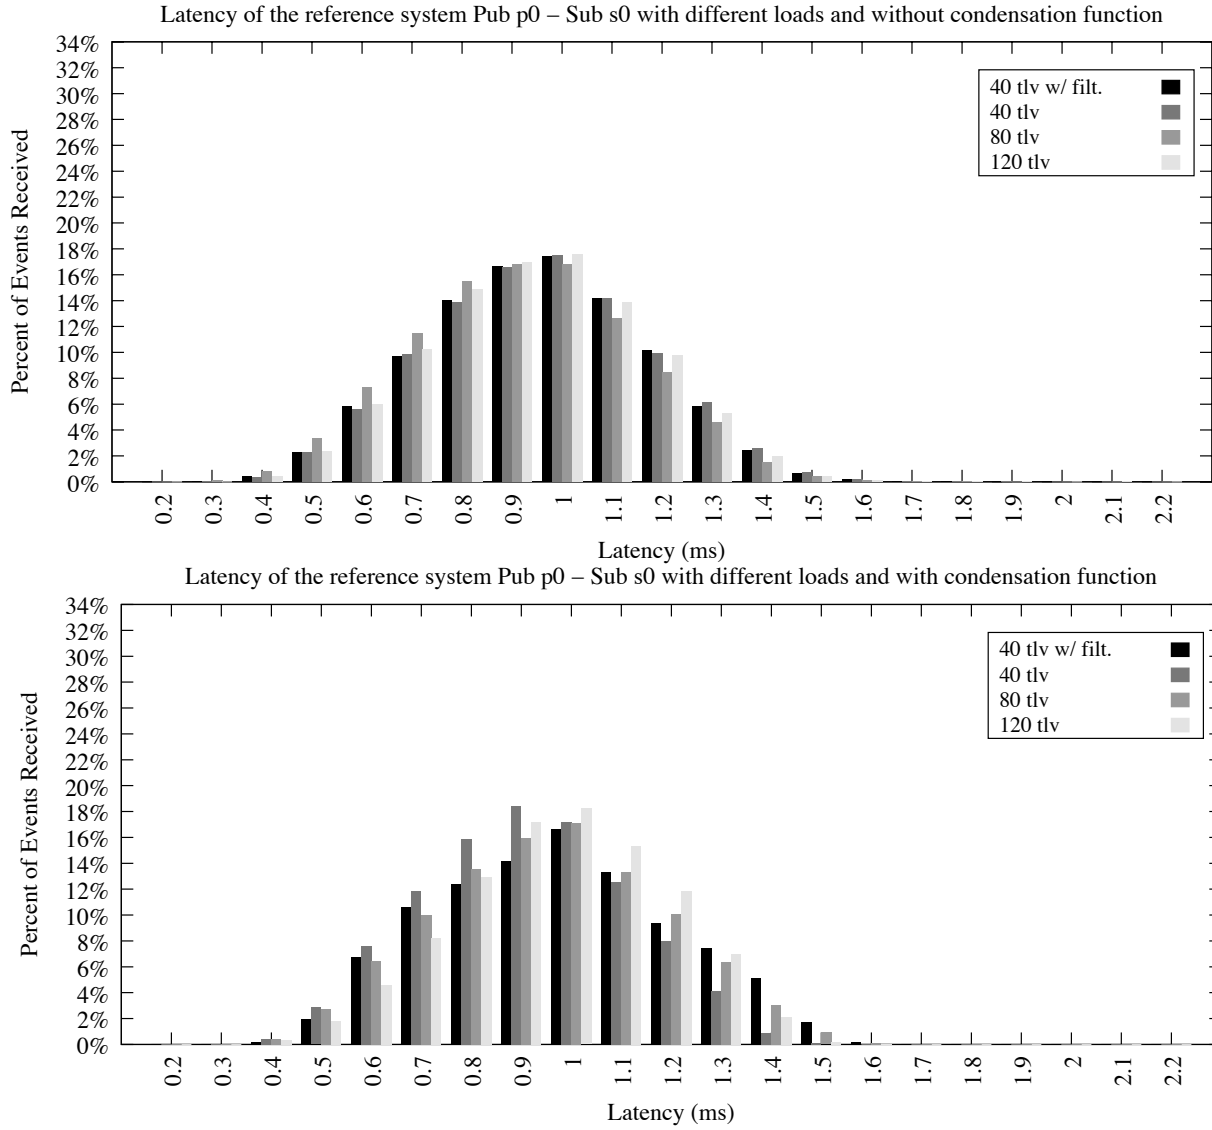 Latency of the reference system Pub p0 – Sub s0 with different loads and without condensation function
34%
32%
30%
28%
26%
24%
22%
20%
18%
16%
14%
12%
10%
8%
6%
4%
2%
0%
Percent of Events Received
40 tlv w/ filt.
40 tlv
80 tlv
120 tlv
0.2 0.3 0.4 0.5 0.6 0.7 0.8 0.9 1 1.1 1.2 1.3 1.4 1.5 1.6 1.7 1.8 1.9 2 2.1 2.2
Latency (ms)
Latency of the reference system Pub p0 – Sub s0 with different loads and with condensation function
34%
32%
30%
28%
26%
24%
22%
20%
18%
16%
14%
12%
10%
8%
6%
4%
2%
0%
Percent of Events Received
40 tlv w/ filt.
40 tlv
80 tlv
120 tlv
0.2 0.3 0.4 0.5 0.6 0.7 0.8 0.9 1 1.1 1.2 1.3 1.4 1.5 1.6 1.7 1.8 1.9 2 2.1 2.2
Latency (ms)